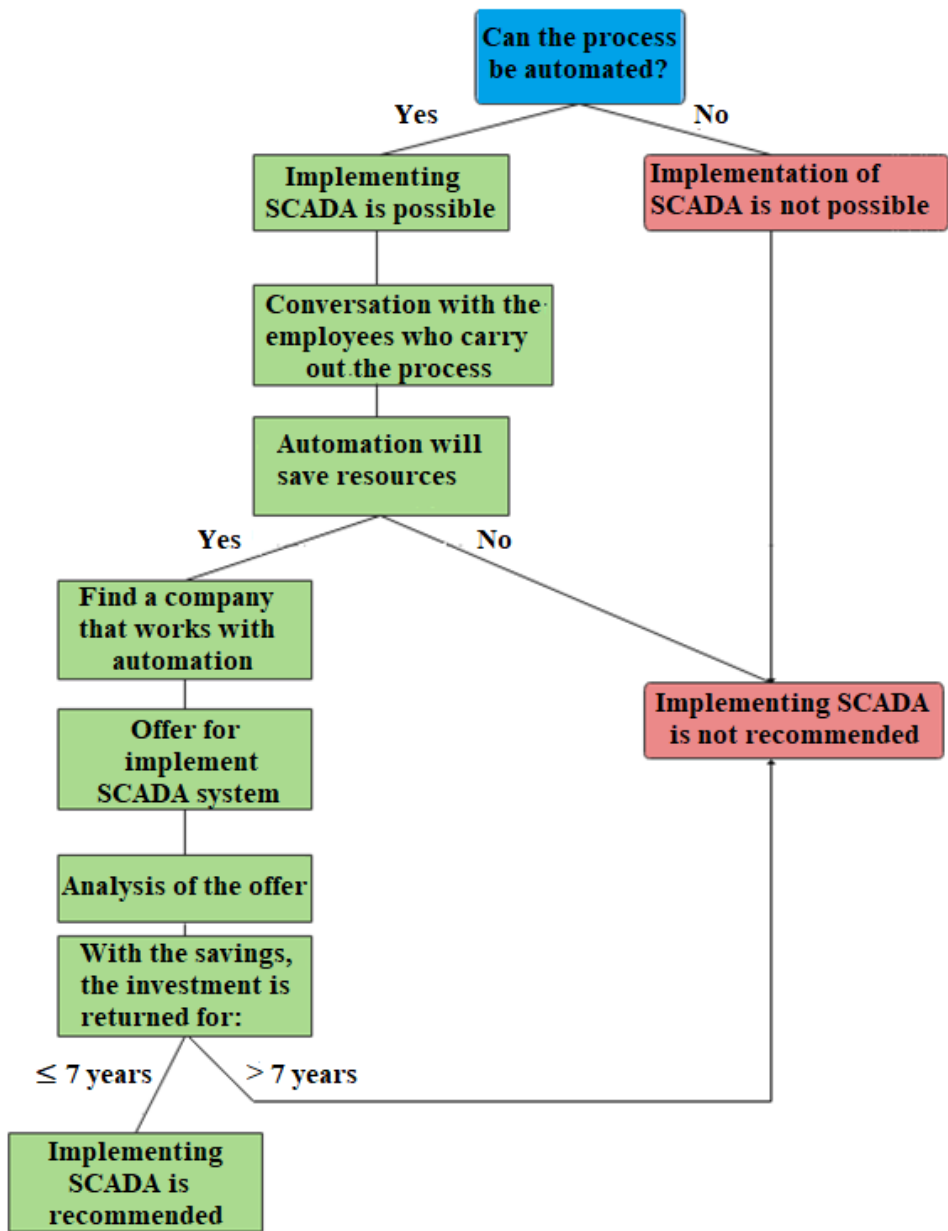 Can the process
be automated?
Yes
No
Implementing
SCADA is possible
Implementation of
SCADA is not possible
Conversation with the
employees who carry
out the process
Automation will
save resources
Yes
No
Find a company
that works with
automation
Implementing SCADA
is not recommended
Offer for
implement
SCADA system
Analysis of the offer
With the savings,
the investment is
returned for:
≤ 7 years
> 7 years
Implementing
SCADA is
recommended